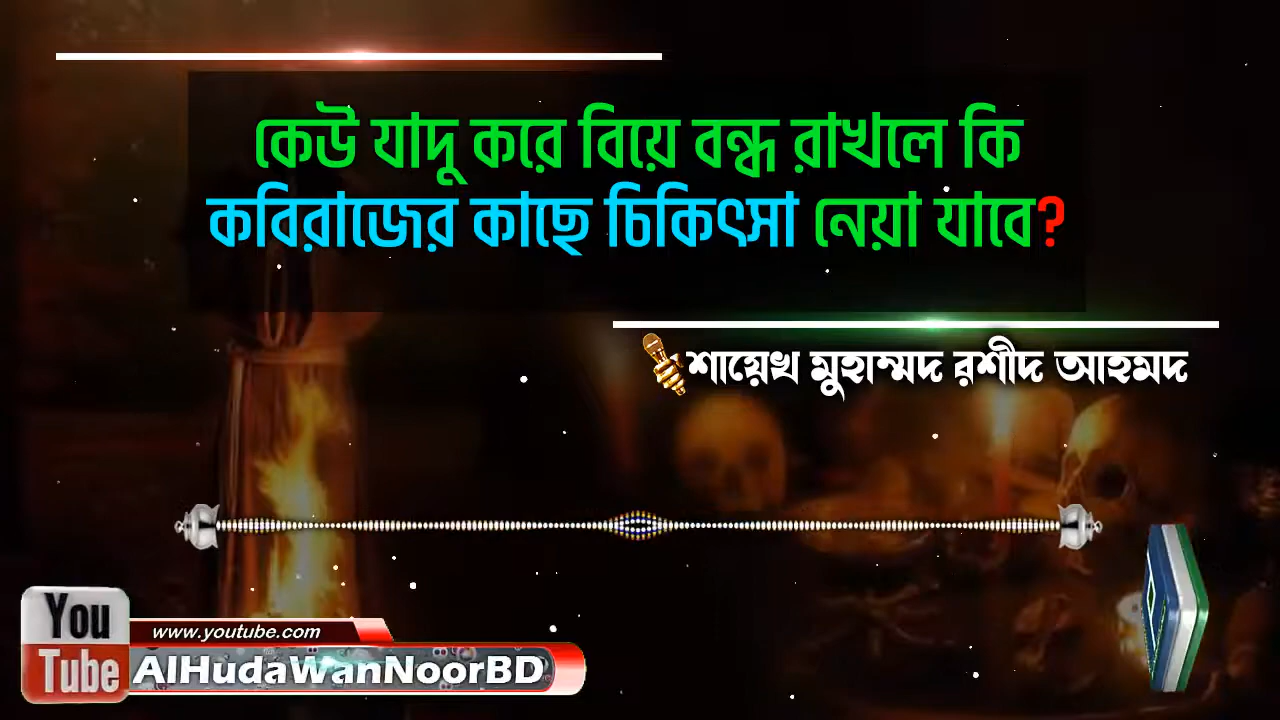 কেউ যাদু করে বিয়ে বন্ধ রাখলে কি
কবিরাজের কাছে চিকিৎসা নেয়া যাবে?
শায়েখ মুহাম্মদ রশীদ আহমদ
You
Tube
www.youtube.com
AlHudaWanNoorBD